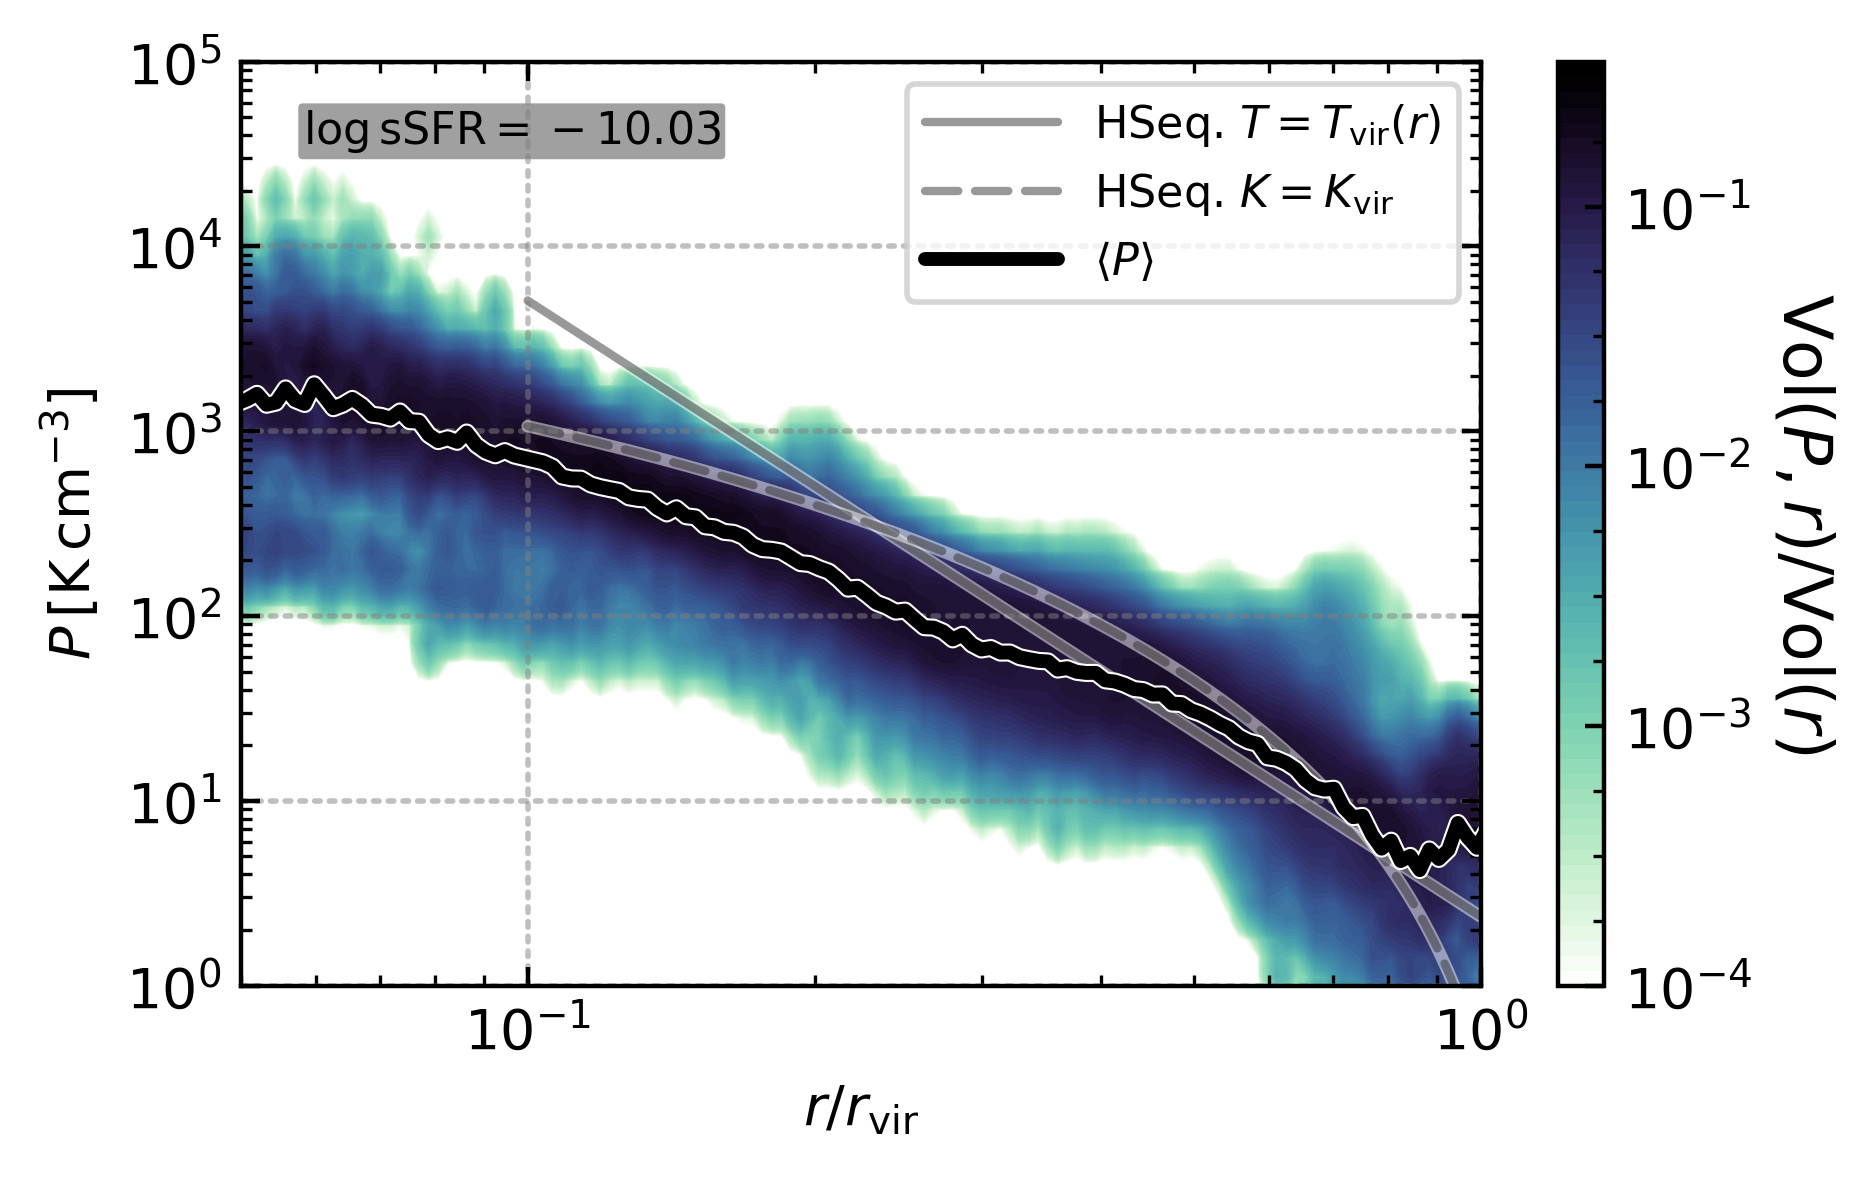 10^5
10^4
10^3
10^2
10^1
10^0
P [K cm^{-3}]
log sSFR = −10.03
HSeq. T = T_vir(r)
HSeq. K = K_vir
⟨P⟩
10^{-1}
10^0
r/r_vir
10^{-1}
10^{-2}
10^{-3}
10^{-4}
Vol(P, r)/Vol(r)